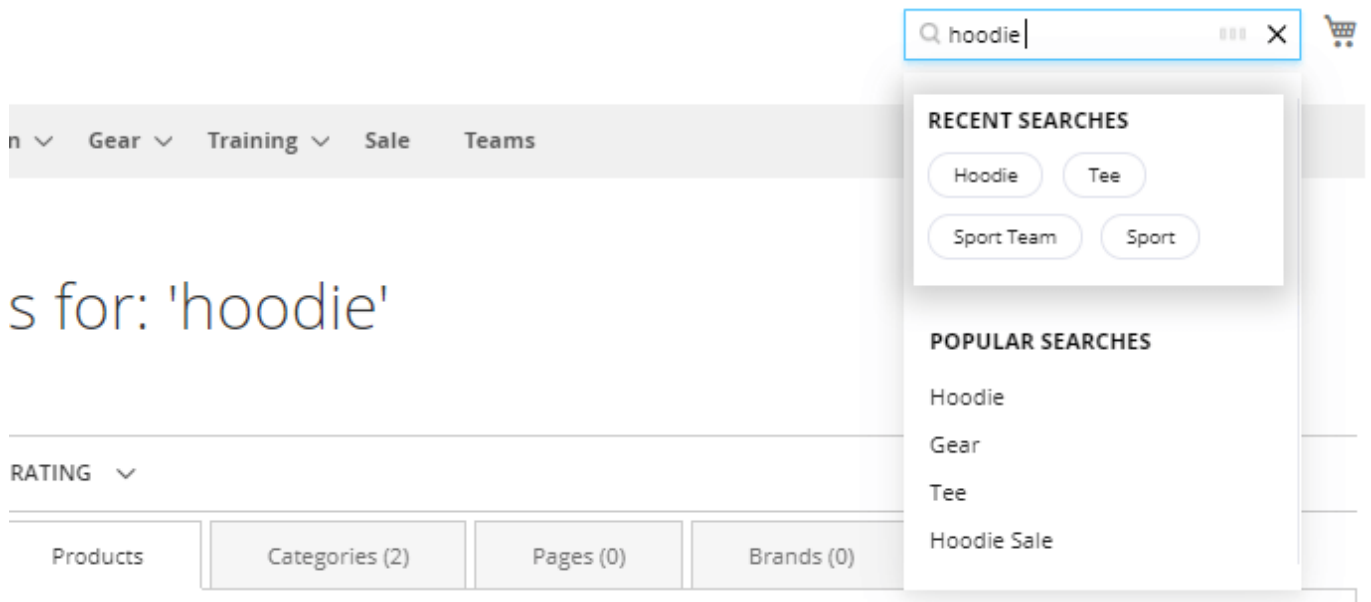 hoodie
n Gear Training Sale Teams
RECENT SEARCHES
Hoodie Tee
Sport Team Sport
s for: 'hoodie'
POPULAR SEARCHES
Hoodie
Gear
Tee
Hoodie Sale
RATING
Products Categories (2) Pages (0) Brands (0)